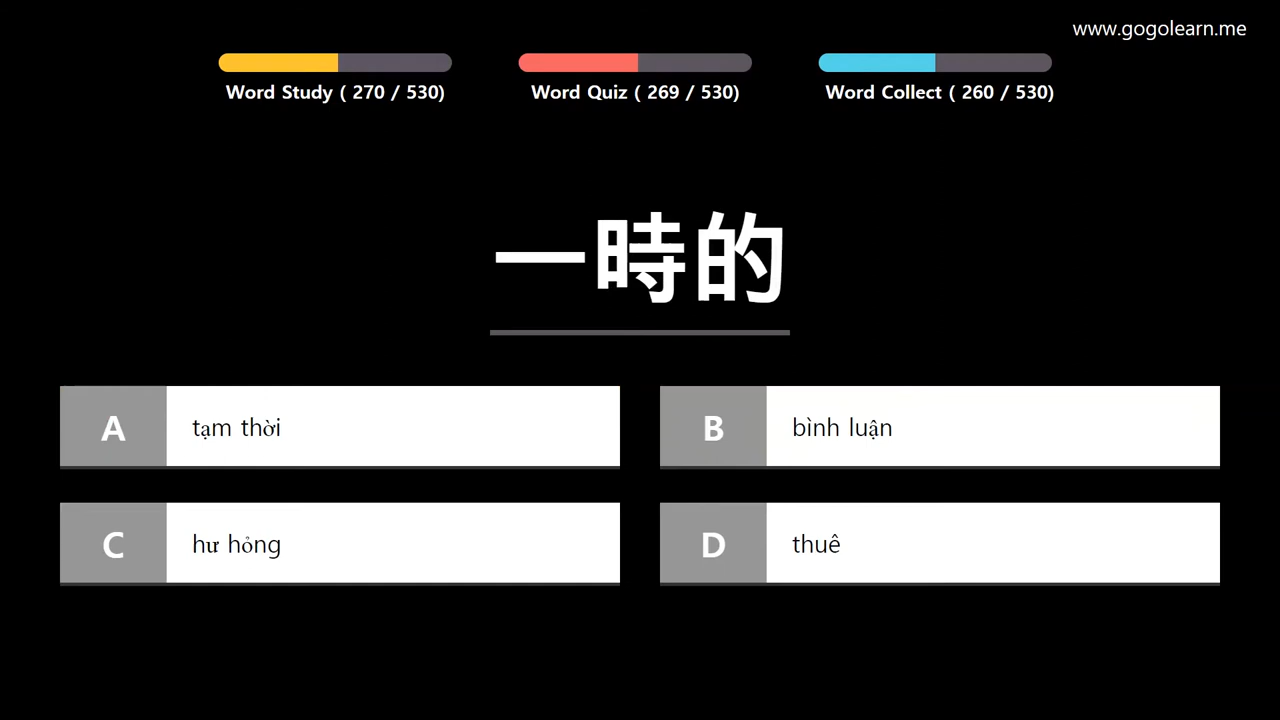 www.gogolearn.me
Word Study ( 270 / 530)
Word Quiz ( 269 / 530)
Word Collect ( 260 / 530)
一時的
A
tạm thời
B
bình luận
C
hư hỏng
D
thuê